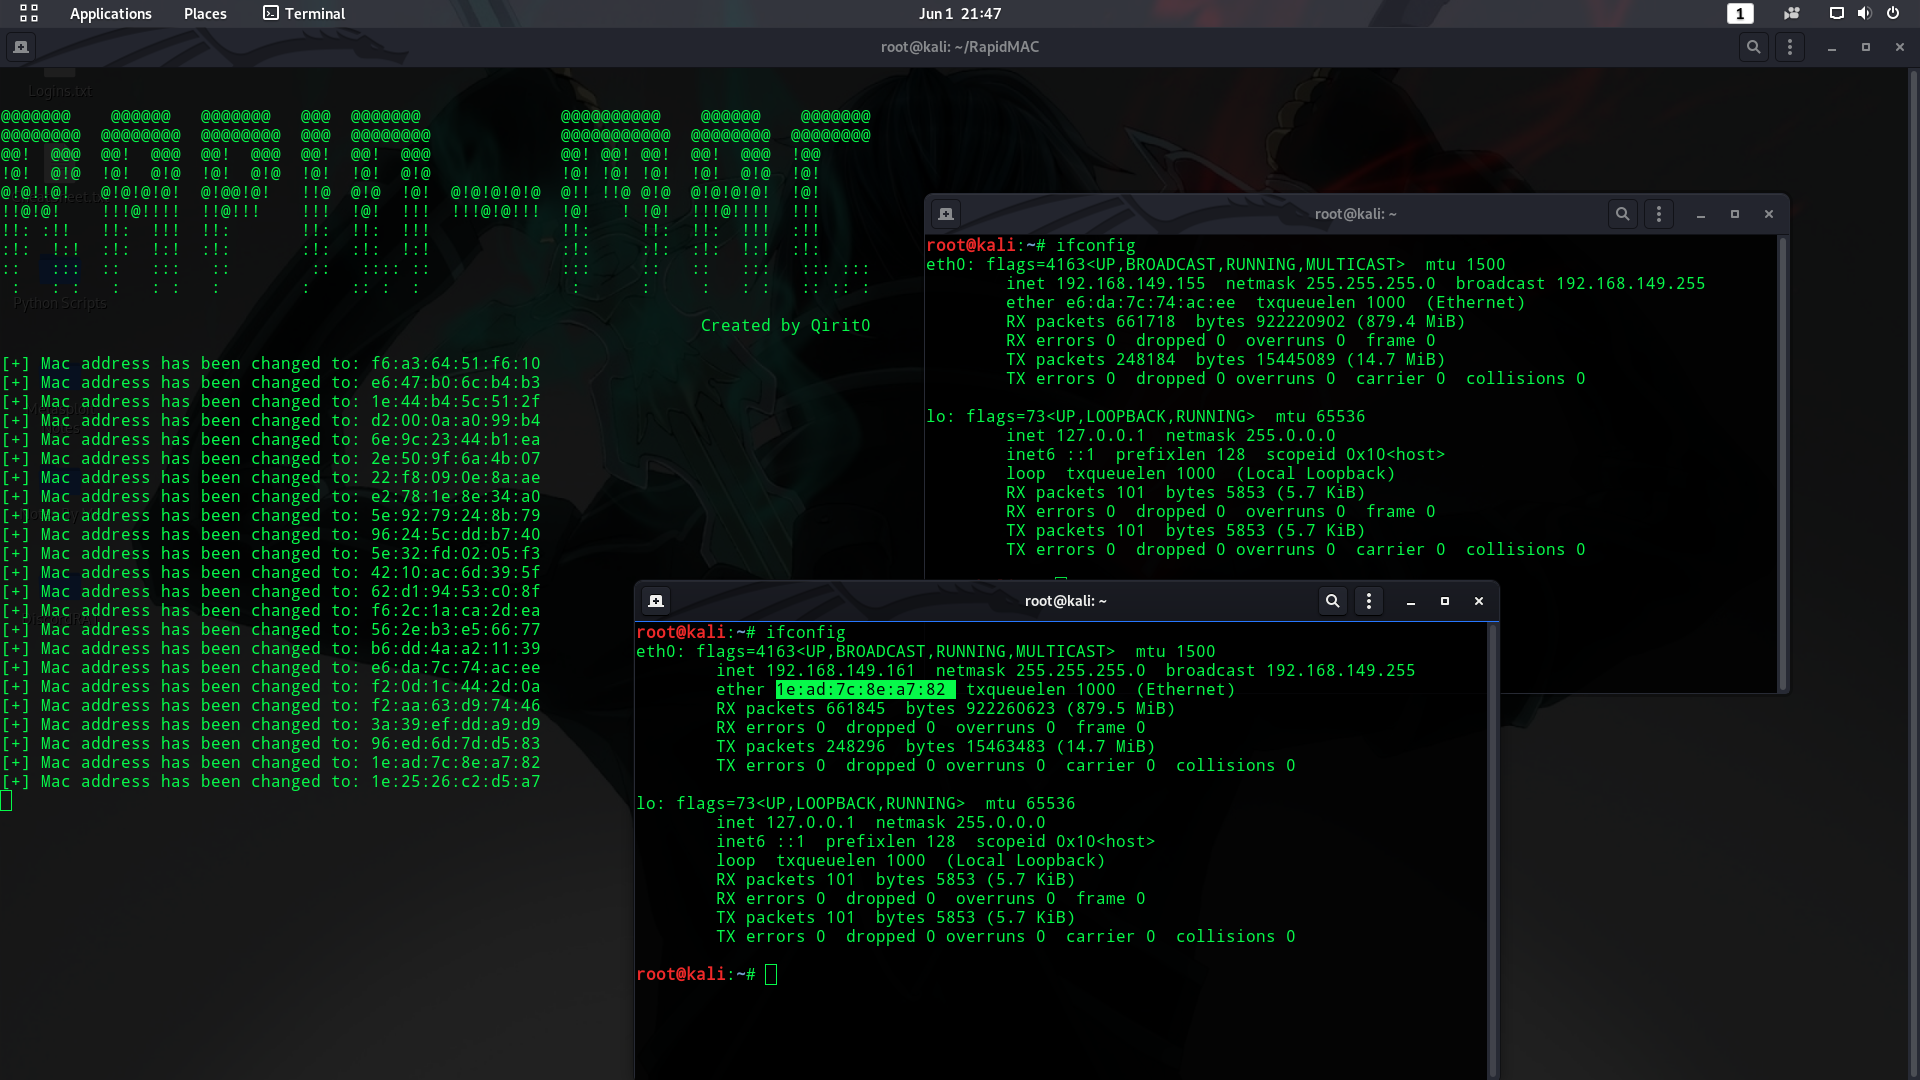 Applications Places Terminal Jun 1 21:47 1
root@kali: ~/RapidMAC
Logins.txt
@@@@@@@    @@@@@@   @@@@@@@   @@@  @@@@@@@              @@@@@@@@@@    @@@@@@    @@@@@@@
@@@@@@@@  @@@@@@@@  @@@@@@@@  @@@  @@@@@@@@             @@@@@@@@@@@  @@@@@@@@  @@@@@@@@
@@!  @@@  @@!  @@@  @@!  @@@  @@!  @@!  @@@             @@! @@! @@!  @@!  @@@  !@@
!@!  @!@  !@!  @!@  !@!  @!@  !@!  !@!  @!@             !@! !@! !@!  !@!  @!@  !@!
@!@!!@!   @!@!@!@!  @!@@!@!   !!@  @!@  !@!  @!@!@!@!@  @!! !!@ @!@  @!@!@!@!  !@!
!!@!@!    !!!@!!!!  !!@!!!    !!!  !@!  !!!  !!!@!@!!!  !@!   ! !@!  !!!@!!!!  !!!
!!: :!!   !!:  !!!  !!:       !!:  !!:  !!!             !!:     !!:  !!:  !!!  :!!
:!:  !:!  :!:  !:!  :!:       :!:  :!:  !:!             :!:     :!:  :!:  !:!  :!:
::   :::  ::   :::   ::        ::   :::: ::             :::     ::   ::   :::   ::: :::
 :   : :   :   : :   :        :    :: :  :               :      :     :   : :   :: :: :
Python Scripts
Created by Qirit0
[+] Mac address has been changed to: f6:a3:64:51:f6:10
[+] Mac address has been changed to: e6:47:b0:6c:b4:b3
[+] Mac address has been changed to: 1e:44:b4:5c:51:2f
[+] Mac address has been changed to: d2:00:0a:a0:99:b4
[+] Mac address has been changed to: 6e:9c:23:44:b1:ea
[+] Mac address has been changed to: 2e:50:9f:6a:4b:07
[+] Mac address has been changed to: 22:f8:09:0e:8a:ae
[+] Mac address has been changed to: e2:78:1e:8e:34:a0
[+] Mac address has been changed to: 5e:92:79:24:8b:79
[+] Mac address has been changed to: 96:24:5c:dd:b7:40
[+] Mac address has been changed to: 5e:32:fd:02:05:f3
[+] Mac address has been changed to: 42:10:ac:6d:39:5f
[+] Mac address has been changed to: 62:d1:94:53:c0:8f
[+] Mac address has been changed to: f6:2c:1a:ca:2d:ea
[+] Mac address has been changed to: 56:2e:b3:e5:66:77
[+] Mac address has been changed to: b6:dd:4a:a2:11:39
[+] Mac address has been changed to: e6:da:7c:74:ac:ee
[+] Mac address has been changed to: f2:0d:1c:44:2d:0a
[+] Mac address has been changed to: f2:aa:63:d9:74:46
[+] Mac address has been changed to: 3a:39:ef:dd:a9:d9
[+] Mac address has been changed to: 96:ed:6d:7d:d5:83
[+] Mac address has been changed to: 1e:ad:7c:8e:a7:82
[+] Mac address has been changed to: 1e:25:26:c2:d5:a7
root@kali: ~
root@kali:~# ifconfig
eth0: flags=4163<UP,BROADCAST,RUNNING,MULTICAST>  mtu 1500
inet 192.168.149.155  netmask 255.255.255.0  broadcast 192.168.149.255
ether e6:da:7c:74:ac:ee  txqueuelen 1000  (Ethernet)
RX packets 661718  bytes 922220902 (879.4 MiB)
RX errors 0  dropped 0  overruns 0  frame 0
TX packets 248184  bytes 15445089 (14.7 MiB)
TX errors 0  dropped 0 overruns 0  carrier 0  collisions 0
lo: flags=73<UP,LOOPBACK,RUNNING>  mtu 65536
inet 127.0.0.1  netmask 255.0.0.0
inet6 ::1  prefixlen 128  scopeid 0x10<host>
loop  txqueuelen 1000  (Local Loopback)
RX packets 101  bytes 5853 (5.7 KiB)
RX errors 0  dropped 0  overruns 0  frame 0
TX packets 101  bytes 5853 (5.7 KiB)
TX errors 0  dropped 0 overruns 0  carrier 0  collisions 0
root@kali: ~
root@kali:~# ifconfig
eth0: flags=4163<UP,BROADCAST,RUNNING,MULTICAST>  mtu 1500
inet 192.168.149.161  netmask 255.255.255.0  broadcast 192.168.149.255
ether 1e:ad:7c:8e:a7:82  txqueuelen 1000  (Ethernet)
RX packets 661845  bytes 922260623 (879.5 MiB)
RX errors 0  dropped 0  overruns 0  frame 0
TX packets 248296  bytes 15463483 (14.7 MiB)
TX errors 0  dropped 0 overruns 0  carrier 0  collisions 0
lo: flags=73<UP,LOOPBACK,RUNNING>  mtu 65536
inet 127.0.0.1  netmask 255.0.0.0
inet6 ::1  prefixlen 128  scopeid 0x10<host>
loop  txqueuelen 1000  (Local Loopback)
RX packets 101  bytes 5853 (5.7 KiB)
RX errors 0  dropped 0  overruns 0  frame 0
TX packets 101  bytes 5853 (5.7 KiB)
TX errors 0  dropped 0 overruns 0  carrier 0  collisions 0
root@kali:~#